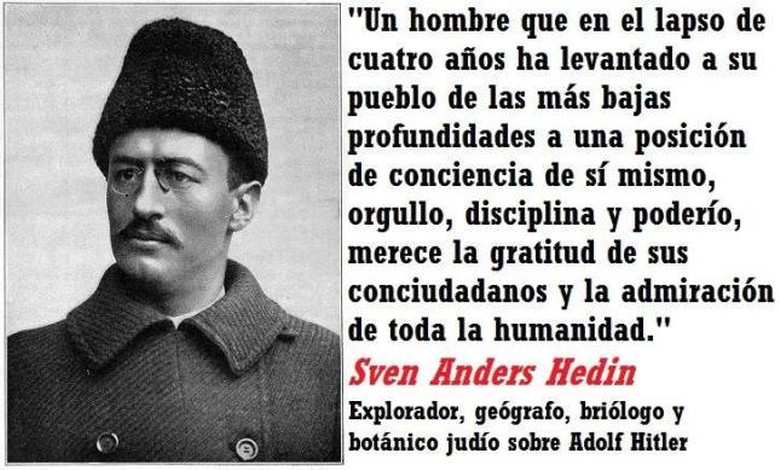 "Un hombre que en el lapso de
cuatro años ha levantado a su
pueblo de las más bajas
profundidades a una posición
de conciencia de sí mismo,
orgullo, disciplina y poderío,
merece la gratitud de sus
conciudadanos y la admiración
de toda la humanidad."
Sven Anders Hedin
Explorador, geógrafo, briólogo y
botánico judío sobre Adolf Hitler